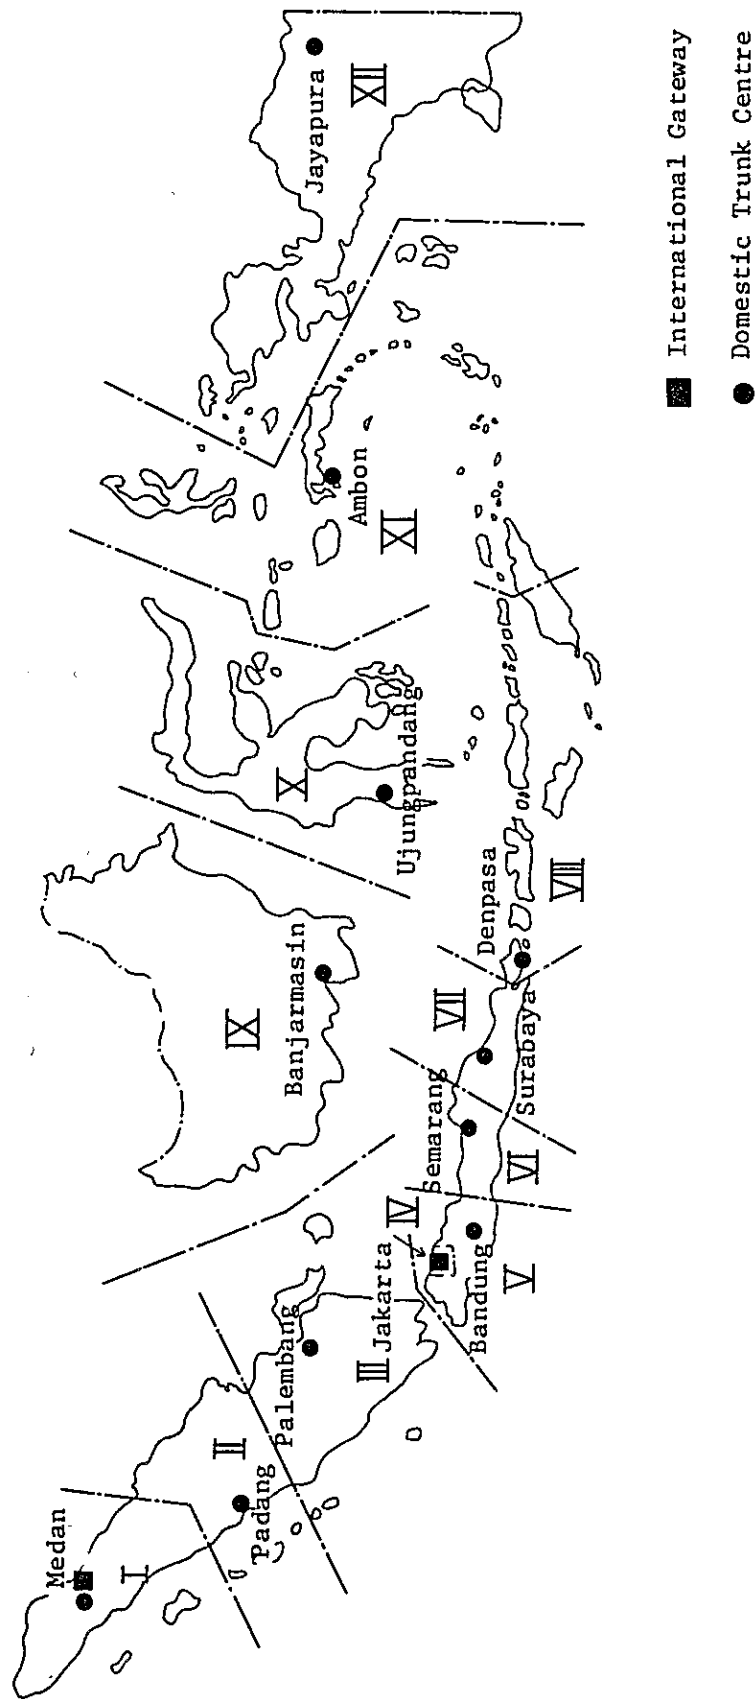 Medan
I
Padang
II
Palembang
III
Jakarta
IV
Bandung
V
Semarang
VI
Surabaya
VII
Denpasa
VIII
Banjarmasin
IX
Ujungpandang
X
Ambon
XI
Jayapura
XII
International Gateway
Domestic Trunk Centre